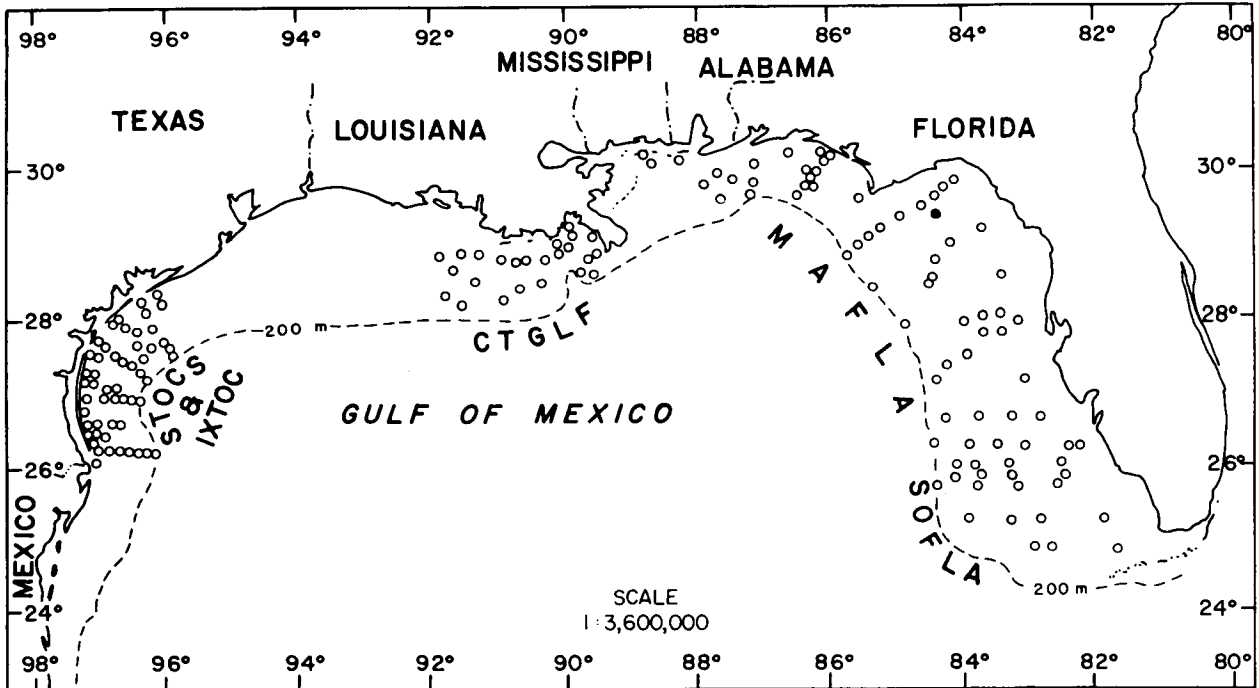 98° 96° 94° 92° 90° 88° 86° 84° 82° 80°
MISSISSIPPI ALABAMA
TEXAS LOUISIANA FLORIDA
30° 30°
28° 28°
200 m
CTGLF
MAFLA
STOCS
&
IXTOC
GULF OF MEXICO
26° 26°
SOFLA
MEXICO
200 m
SCALE
1:3,600,000
24° 24°
98° 96° 94° 92° 90° 88° 86° 84° 82° 80°